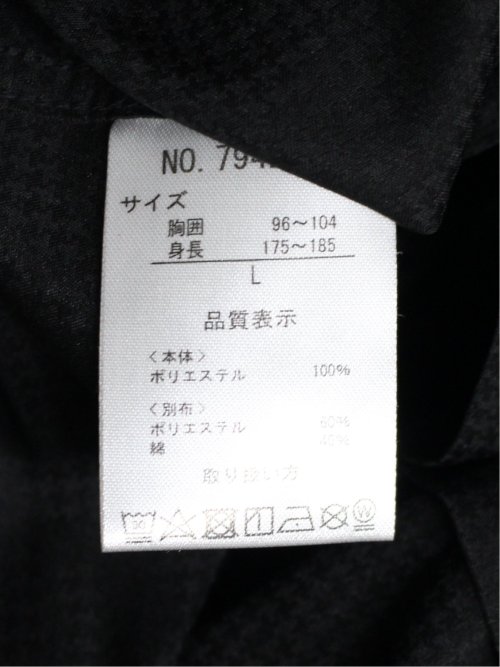 NO. 794
サイズ
胸囲 96～104
身長 175～185
L
品質表示
〈本体〉
ポリエステル 100%
〈別布〉
ポリエステル 60%
綿 40%
取り扱い方